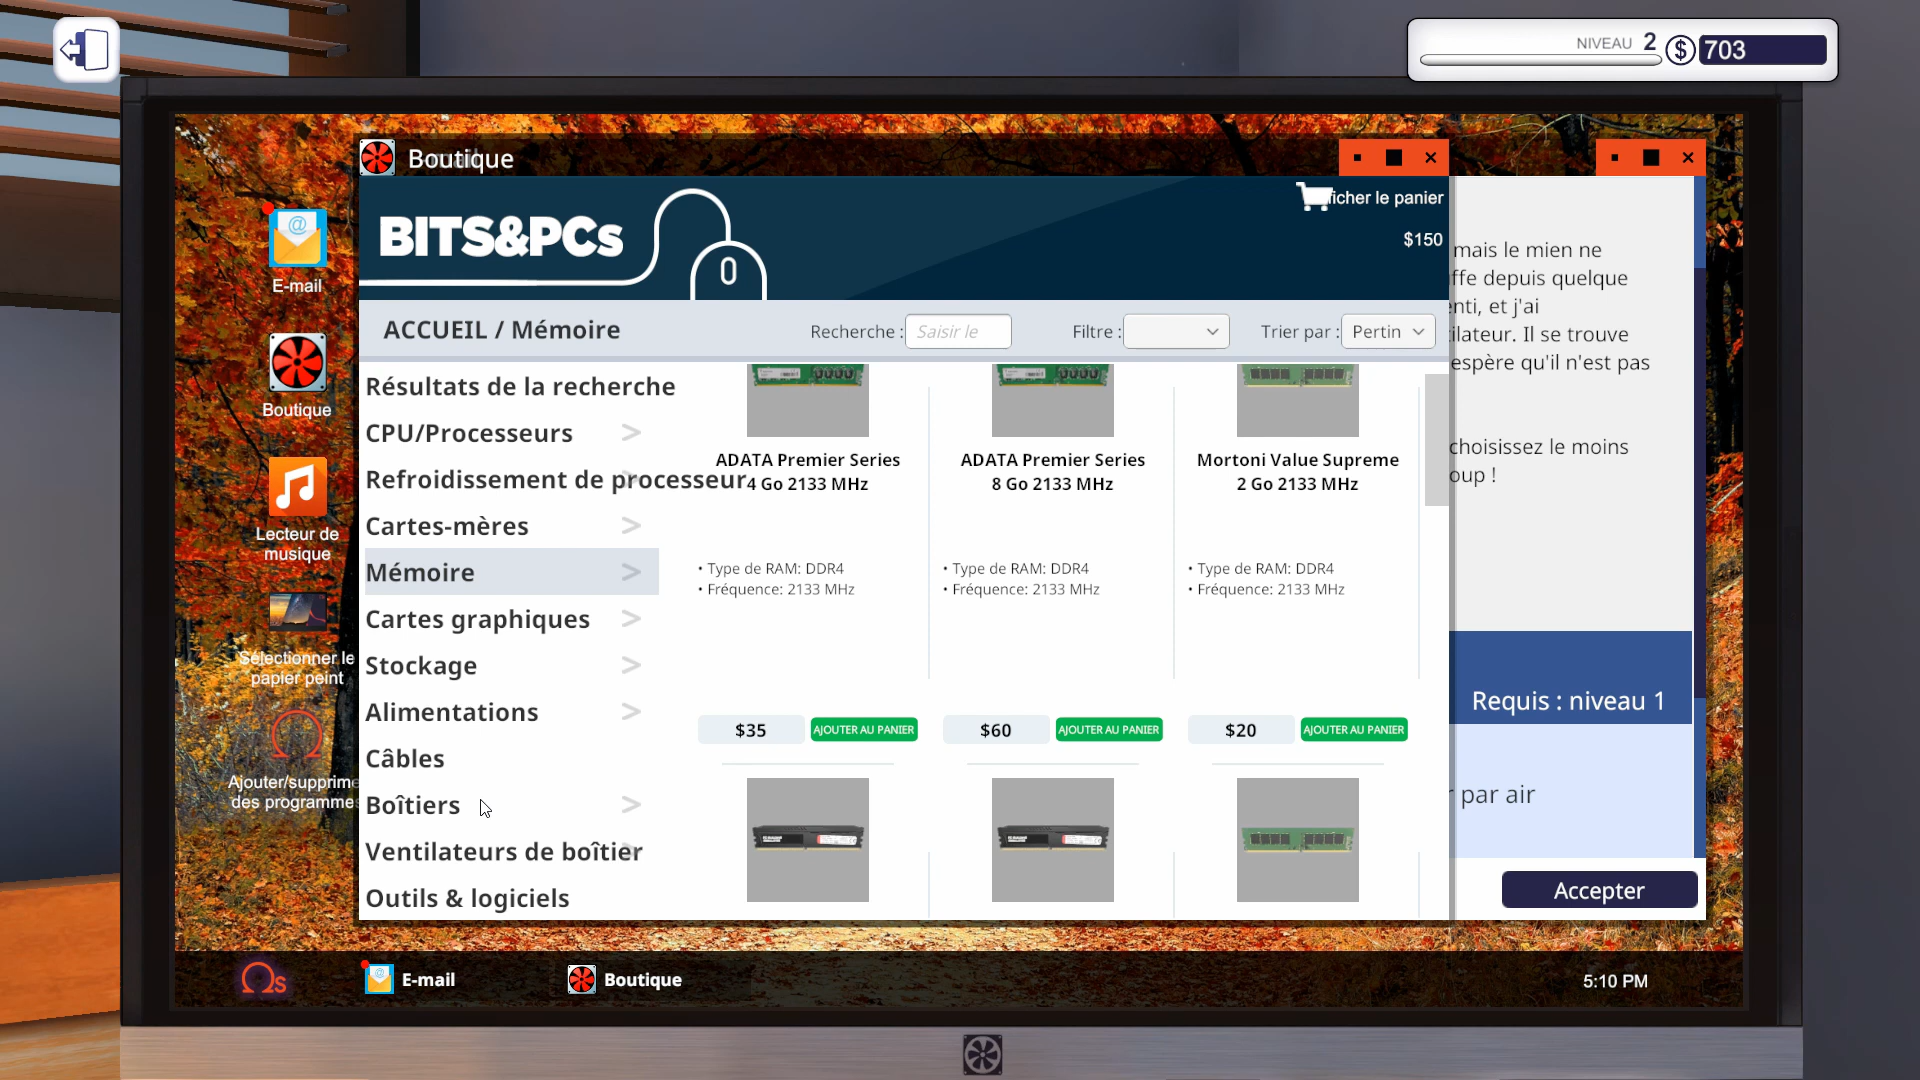 NIVEAU 2
$ 703
Boutique
BITS&PCs
ficher le panier
$150
ACCUEIL / Mémoire
Recherche :
Saisir le
Filtre :
Trier par :
Pertin
Résultats de la recherche
CPU/Processeurs >
Refroidissement de processeur
Cartes-mères >
Mémoire >
Cartes graphiques >
Stockage >
Alimentations >
Câbles
Boîtiers >
Ventilateurs de boîtier
Outils & logiciels
ADATA Premier Series
4 Go 2133 MHz
• Type de RAM: DDR4
• Fréquence: 2133 MHz
$35
AJOUTER AU PANIER
ADATA Premier Series
8 Go 2133 MHz
• Type de RAM: DDR4
• Fréquence: 2133 MHz
$60
AJOUTER AU PANIER
Mortoni Value Supreme
2 Go 2133 MHz
• Type de RAM: DDR4
• Fréquence: 2133 MHz
$20
AJOUTER AU PANIER
mais le mien ne
ffe depuis quelque
enti, et j'ai
ilateur. Il se trouve
espère qu'il n'est pas
choisissez le moins
oup !
Requis : niveau 1
r par air
Accepter
E-mail
Boutique
Lecteur de
musique
Sélectionner le
papier peint
Ajouter/supprime
des programmes
Ωs
E-mail
Boutique
5:10 PM